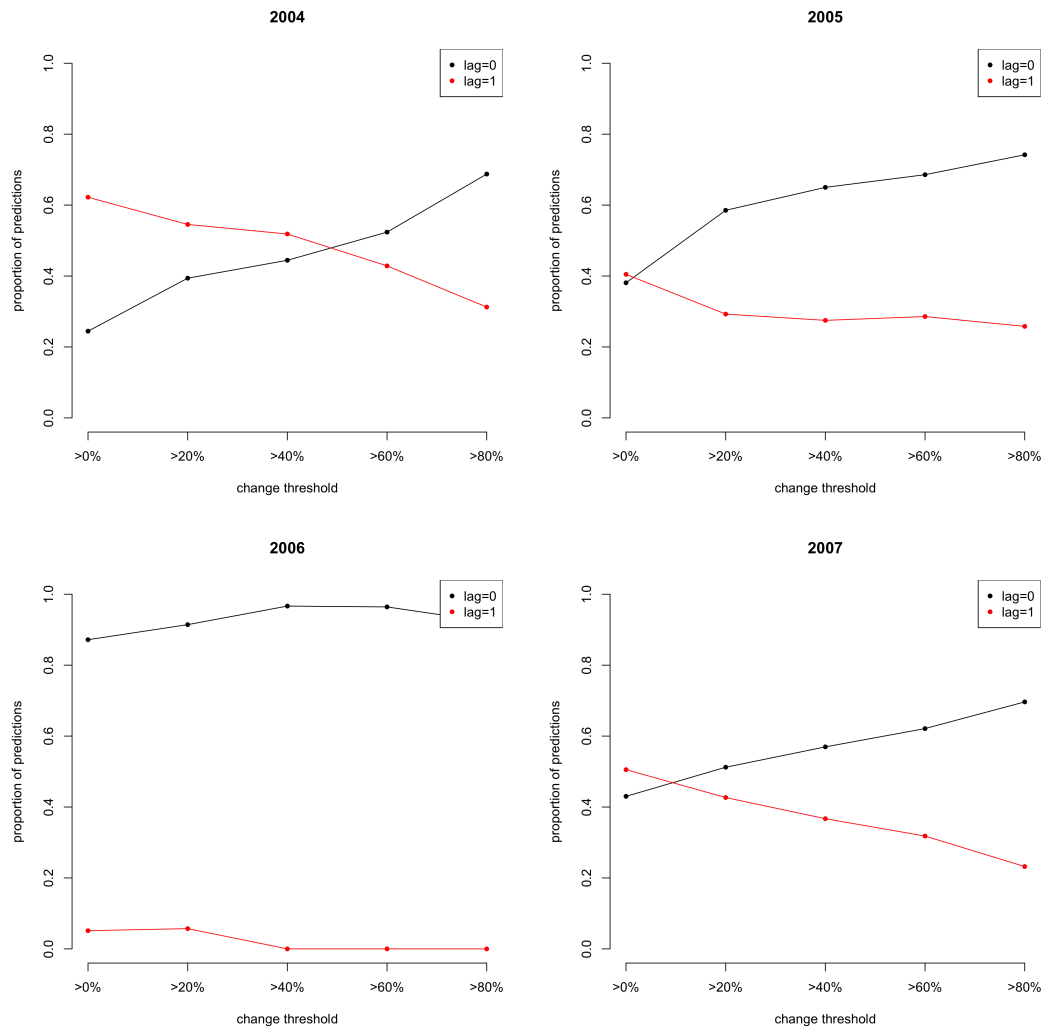 2004
lag=0
lag=1
proportion of predictions
0.0 0.2 0.4 0.6 0.8 1.0
>0% >20% >40% >60% >80%
change threshold
2005
lag=0
lag=1
proportion of predictions
0.0 0.2 0.4 0.6 0.8 1.0
>0% >20% >40% >60% >80%
change threshold
2006
lag=0
lag=1
proportion of predictions
0.0 0.2 0.4 0.6 0.8 1.0
>0% >20% >40% >60% >80%
change threshold
2007
lag=0
lag=1
proportion of predictions
0.0 0.2 0.4 0.6 0.8 1.0
>0% >20% >40% >60% >80%
change threshold